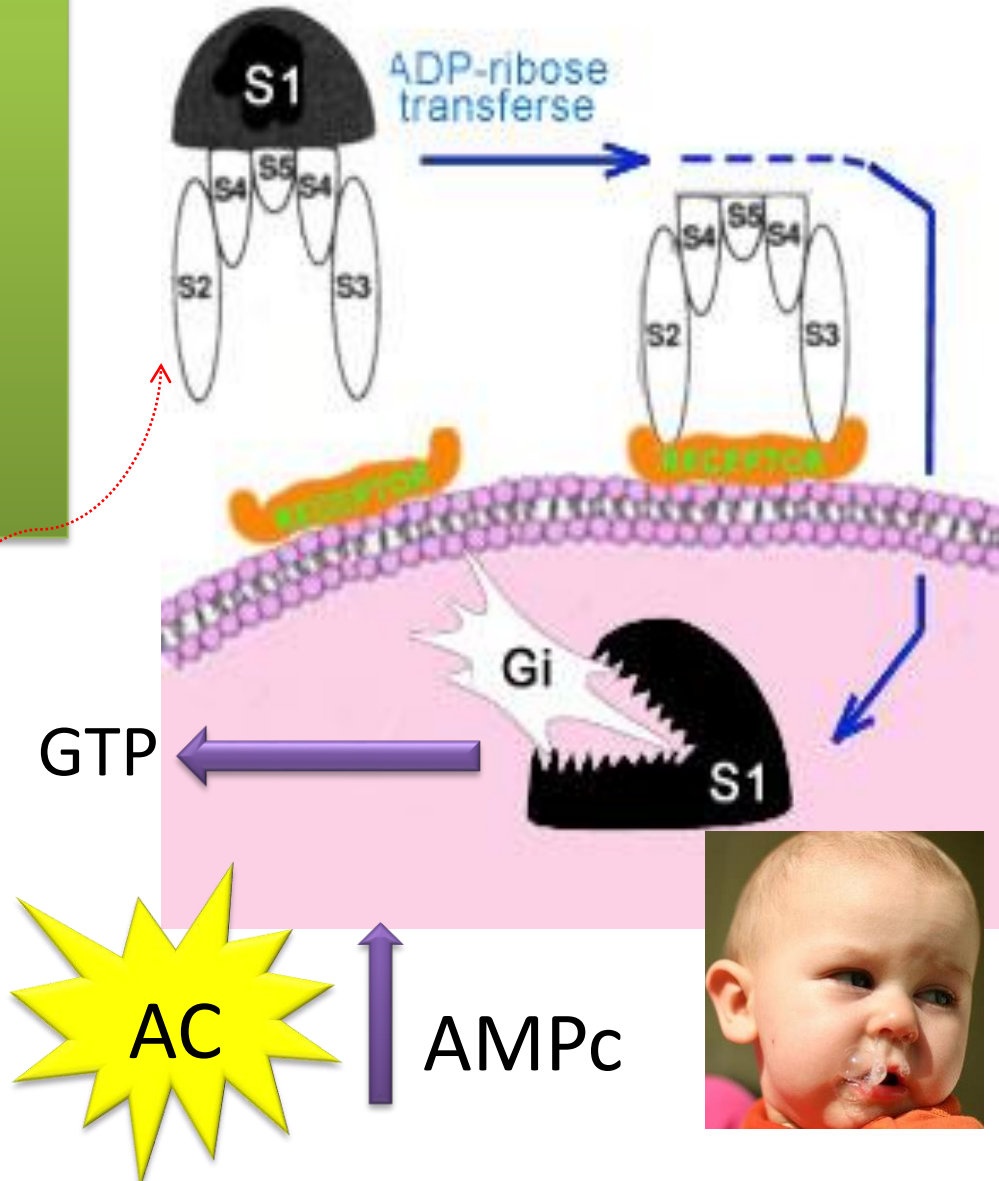 S1
ADP-ribose
transferse
S4 S5 S4
S2 S3
S4 S5 S4
S2 S3
RECEPTOR RECEPTOR
Gi
S1
GTP
AC
AMPc